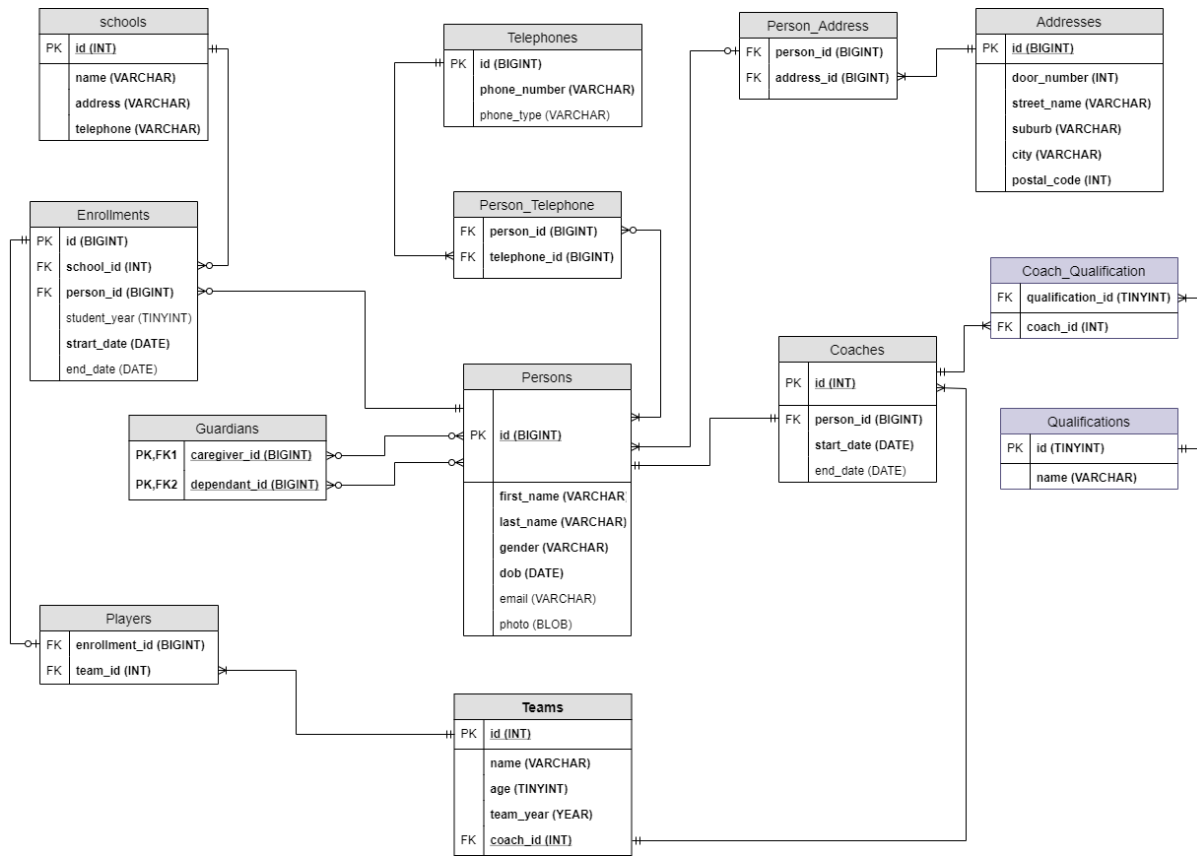 schools
PK id (INT)
name (VARCHAR)
address (VARCHAR)
telephone (VARCHAR)
Telephones
PK id (BIGINT)
phone_number (VARCHAR)
phone_type (VARCHAR)
Person_Address
FK person_id (BIGINT)
FK address_id (BIGINT)
Addresses
PK id (BIGINT)
door_number (INT)
street_name (VARCHAR)
suburb (VARCHAR)
city (VARCHAR)
postal_code (INT)
Enrollments
PK id (BIGINT)
FK school_id (INT)
FK person_id (BIGINT)
student_year (TINYINT)
strart_date (DATE)
end_date (DATE)
Person_Telephone
FK person_id (BIGINT)
FK telephone_id (BIGINT)
Coach_Qualification
FK qualification_id (TINYINT)
FK coach_id (INT)
Coaches
PK id (INT)
FK person_id (BIGINT)
start_date (DATE)
end_date (DATE)
Persons
PK id (BIGINT)
first_name (VARCHAR)
last_name (VARCHAR)
gender (VARCHAR)
dob (DATE)
email (VARCHAR)
photo (BLOB)
Guardians
PK,FK1 caregiver_id (BIGINT)
PK,FK2 dependant_id (BIGINT)
Qualifications
PK id (TINYINT)
name (VARCHAR)
Players
FK enrollment_id (BIGINT)
FK team_id (INT)
Teams
PK id (INT)
name (VARCHAR)
age (TINYINT)
team_year (YEAR)
FK coach_id (INT)